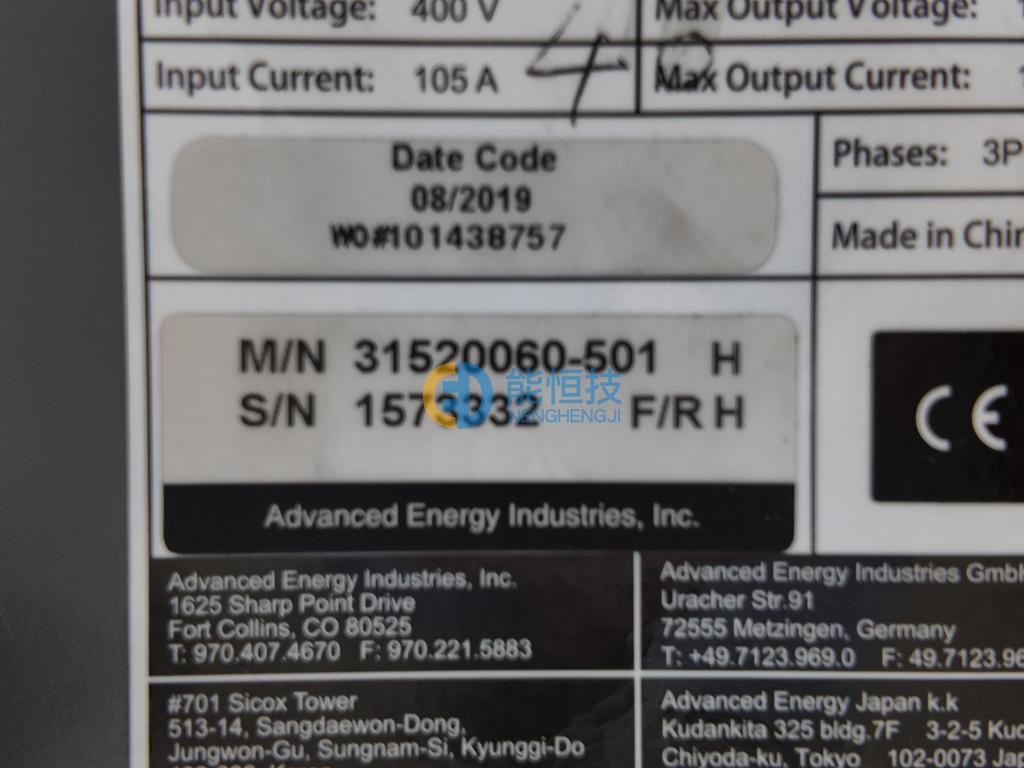 Input Voltage: 400 V
Max Output Voltage:
Input Current: 105 A
4
Max Output Current:
Date Code
08/2019
WO#101438757
Phases: 3P
Made in Chin
M/N 31520060-501 H
S/N 1573332 F/R H
能恒技
NENGHENGJI
CE
Advanced Energy Industries, Inc.
Advanced Energy Industries, Inc.
1625 Sharp Point Drive
Fort Collins, CO 80525
T: 970.407.4670 F: 970.221.5883
Advanced Energy Industries GmbH
Uracher Str.91
72555 Metzingen, Germany
T: +49.7123.969.0 F: 49.7123.96
#701 Sicox Tower
513-14, Sangdaewon-Dong,
Jungwon-Gu, Sungnam-Si, Kyunggi-Do
Advanced Energy Japan k.k
Kudankita 325 bldg.7F 3-2-5 Kud
Chiyoda-ku, Tokyo 102-0073 Jap